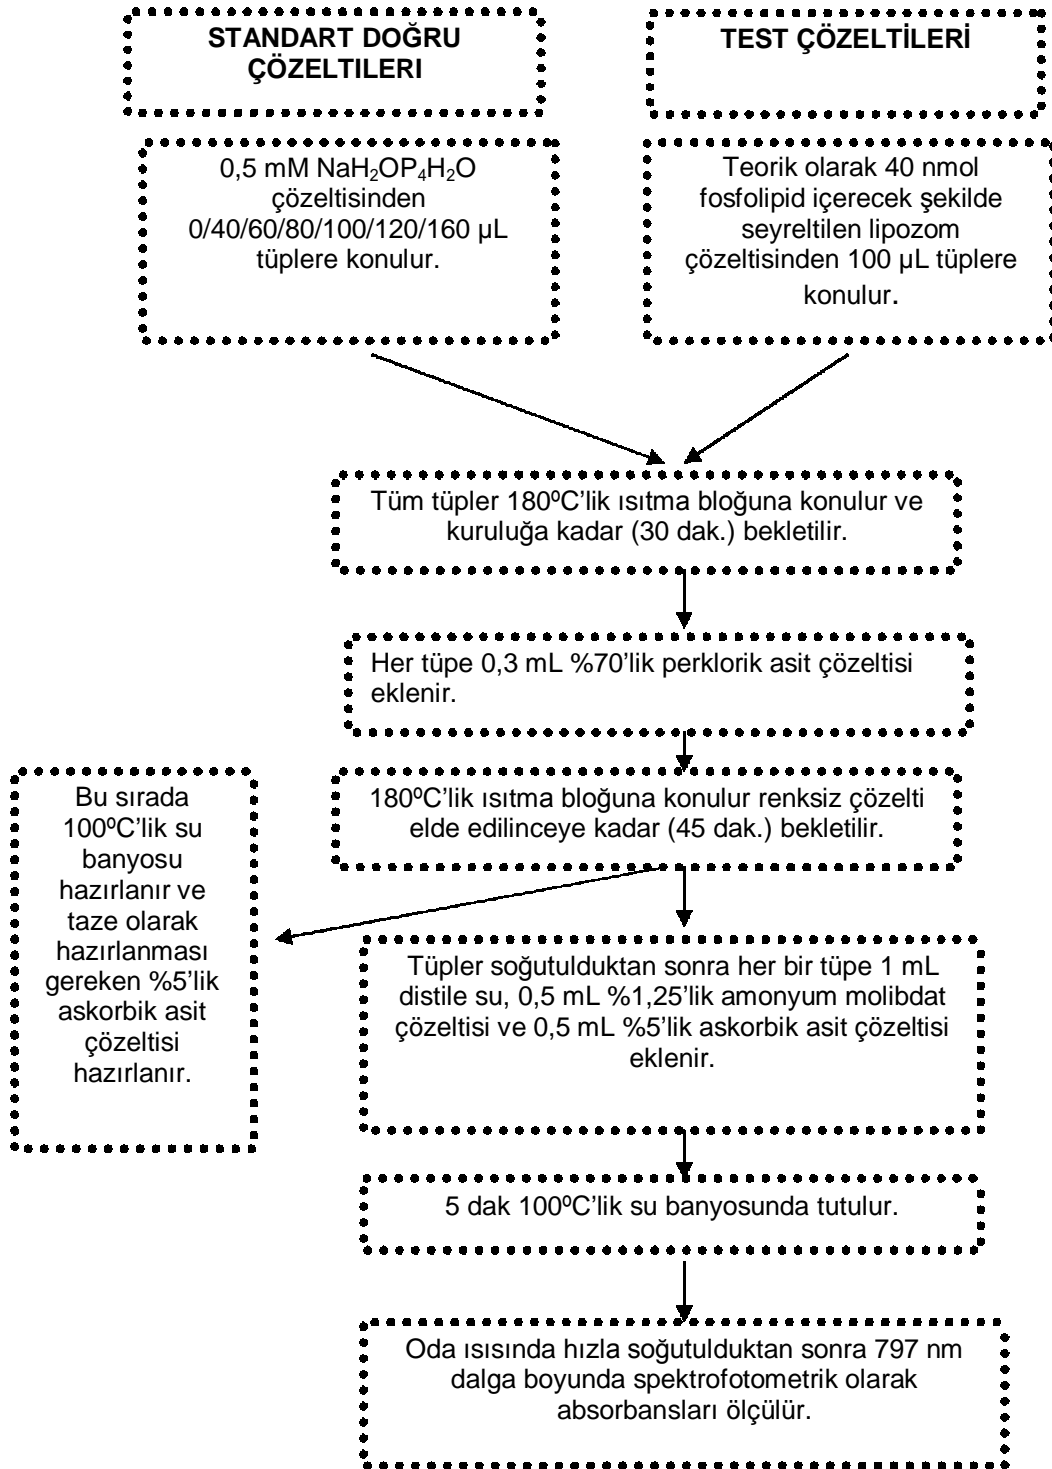 STANDART DOĞRU
ÇÖZELTILERI
TEST ÇÖZELTİLERİ
0,5 mM NaH₂OP₄H₂O
çözeltisinden
0/40/60/80/100/120/160 µL
tüplere konulur.
Teorik olarak 40 nmol
fosfolipid içerecek şekilde
seyreltilen lipozom
çözeltisinden 100 µL tüplere
konulur.
Tüm tüpler 180ºC’lik ısıtma bloğuna konulur ve
kuruluğa kadar (30 dak.) bekletilir.
Her tüpe 0,3 mL %70’lik perklorik asit çözeltisi
eklenir.
180ºC’lik ısıtma bloğuna konulur renksiz çözelti
elde edilinceye kadar (45 dak.) bekletilir.
Bu sırada
100ºC’lik su
banyosu
hazırlanır ve
taze olarak
hazırlanması
gereken %5’lik
askorbik asit
çözeltisi
hazırlanır.
Tüpler soğutulduktan sonra her bir tüpe 1 mL
distile su, 0,5 mL %1,25’lik amonyum molibdat
çözeltisi ve 0,5 mL %5’lik askorbik asit çözeltisi
eklenir.
5 dak 100ºC’lik su banyosunda tutulur.
Oda ısısında hızla soğutulduktan sonra 797 nm
dalga boyunda spektrofotometrik olarak
absorbansları ölçülür.